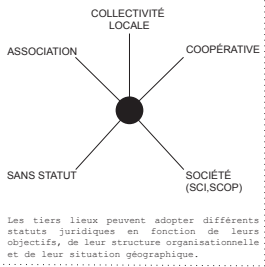 COLLECTIVITÉ
LOCALE
ASSOCIATION
COOPÉRATIVE
SANS STATUT
SOCIÉTÉ
(SCI,SCOP)
Les tiers lieux peuvent adopter différents
statuts juridiques en fonction de leurs
objectifs, de leur structure organisationnelle
et de leur situation géographique.